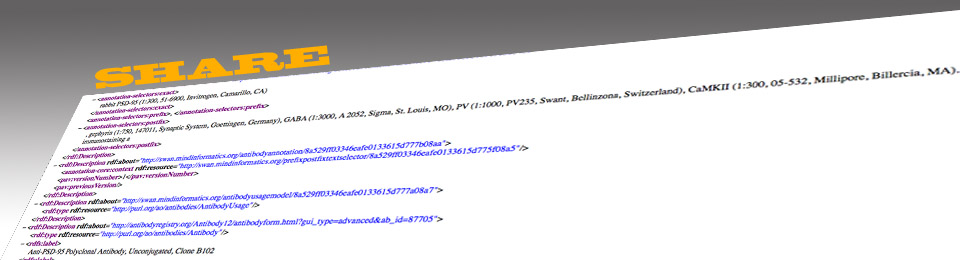 SHARE
− <annotation-selectors:exact>
rabbit PSD-95 (1:300, 51-6900, Invitrogen, Camarillo, CA)
</annotation-selectors:exact>
<annotation-selectors:prefix>, </annotation-selectors:prefix>
− <annotation-selectors:postfix>
, gephyrin (1:750, 147011, Synaptic System, Goettingen, Germany), GABA (1:3000, A 2052, Sigma, St. Louis, MO), PV (1:1000, PV235, Swant, Bellinzona, Switzerland), CaMKII (1:300, 05-532, Millipore, Billercia, MA).
immunostaining a
</annotation-selectors:postfix>
</rdf:Description>
− <rdf:Description rdf:about="http://swan.mindinformatics.org/antibodyannotation/8a529ff03346eafe0133615d777b08aa">
<annotation-core:context rdf:resource="http://swan.mindinformatics.org/prefixpostfixtextselector/8a529ff03346eafe0133615d775f08a5"/>
<pav:versionNumber>1</pav:versionNumber>
<pav:previousVersion/>
</rdf:Description>
− <rdf:Description rdf:about="http://swan.mindinformatics.org/antibodyusagemodel/8a529ff03346eafe0133615d777a08a7">
<rdf:type rdf:resource="http://purl.org/ao/antibodies/AntibodyUsage"/>
</rdf:Description>
− <rdf:Description rdf:about="http://antibodyregistry.org/Antibody12/antibodyform.html?gui_type=advanced&ab_id=87705">
<rdf:type rdf:resource="http://purl.org/ao/antibodies/Antibody"/>
− <rdfs:label>
Anti-PSD-95 Polyclonal Antibody, Unconjugated, Clone B102
</rdfs:label>